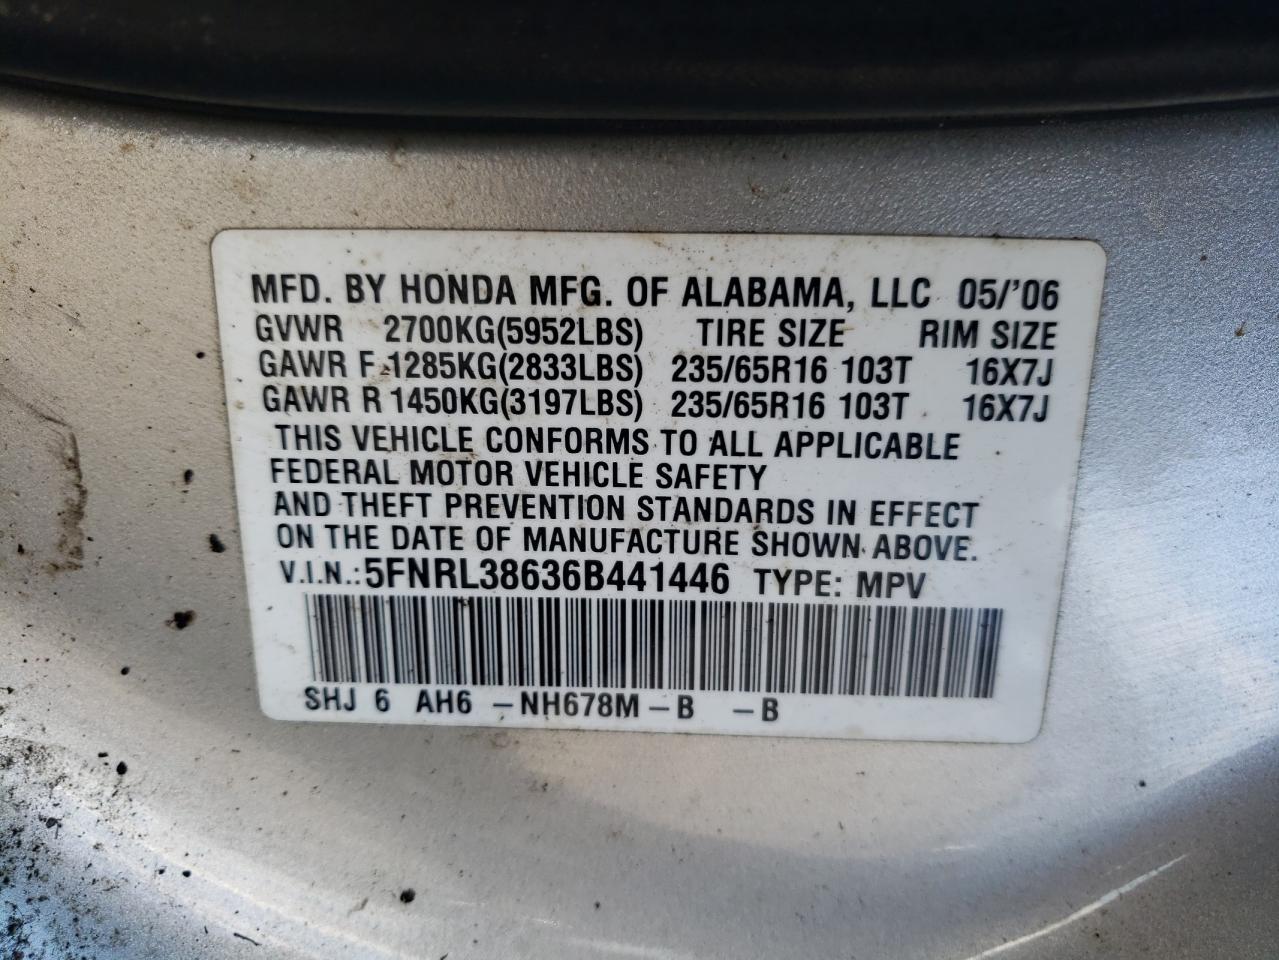 MFD. BY HONDA MFG. OF ALABAMA, LLC 05/'06
GVWR 2700KG(5952LBS) TIRE SIZE RIM SIZE
GAWR F 1285KG(2833LBS) 235/65R16 103T 16X7J
GAWR R 1450KG(3197LBS) 235/65R16 103T 16X7J
THIS VEHICLE CONFORMS TO ALL APPLICABLE
FEDERAL MOTOR VEHICLE SAFETY
AND THEFT PREVENTION STANDARDS IN EFFECT
ON THE DATE OF MANUFACTURE SHOWN ABOVE.
V.I.N.:5FNRL38636B441446 TYPE: MPV
SHJ 6 AH6 -NH678M-B -B